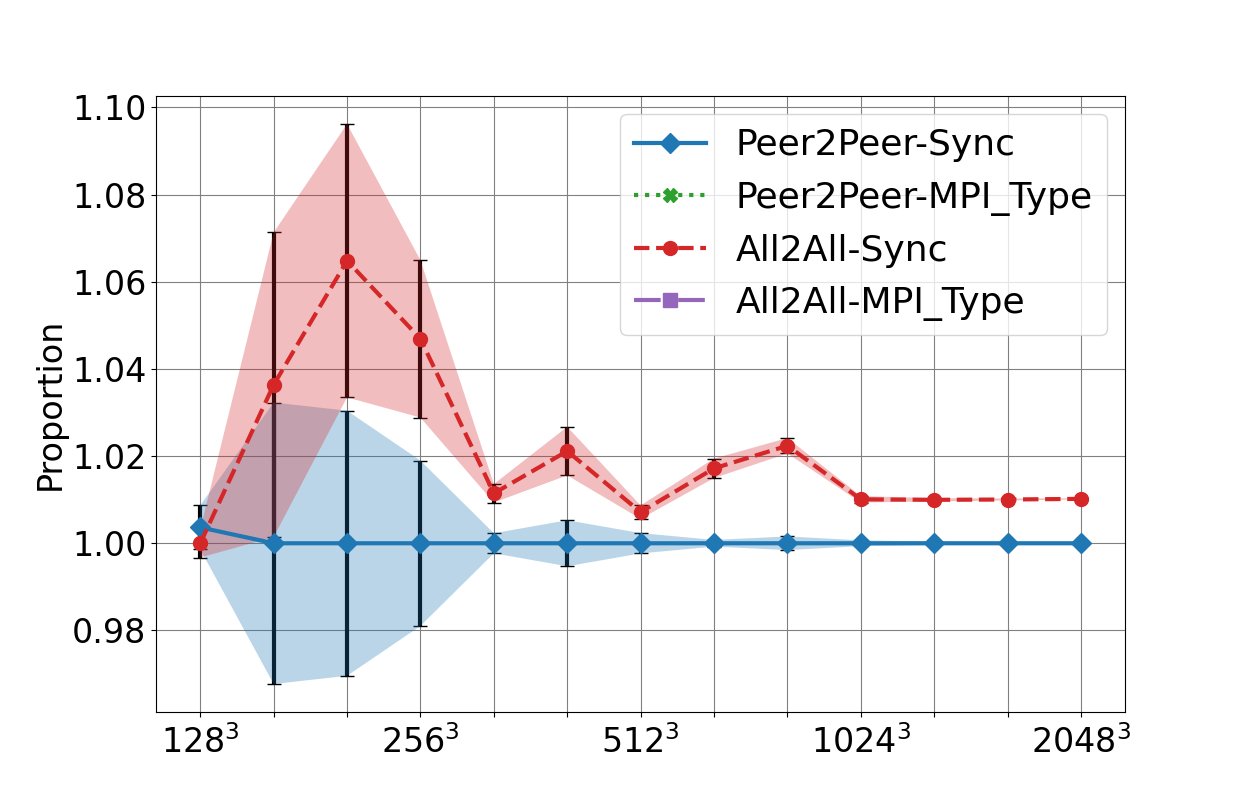 1.10
1.08
1.06
1.04
1.02
1.00
0.98
Proportion
Peer2Peer-Sync
Peer2Peer-MPI_Type
All2All-Sync
All2All-MPI_Type
128³ 256³ 512³ 1024³ 2048³